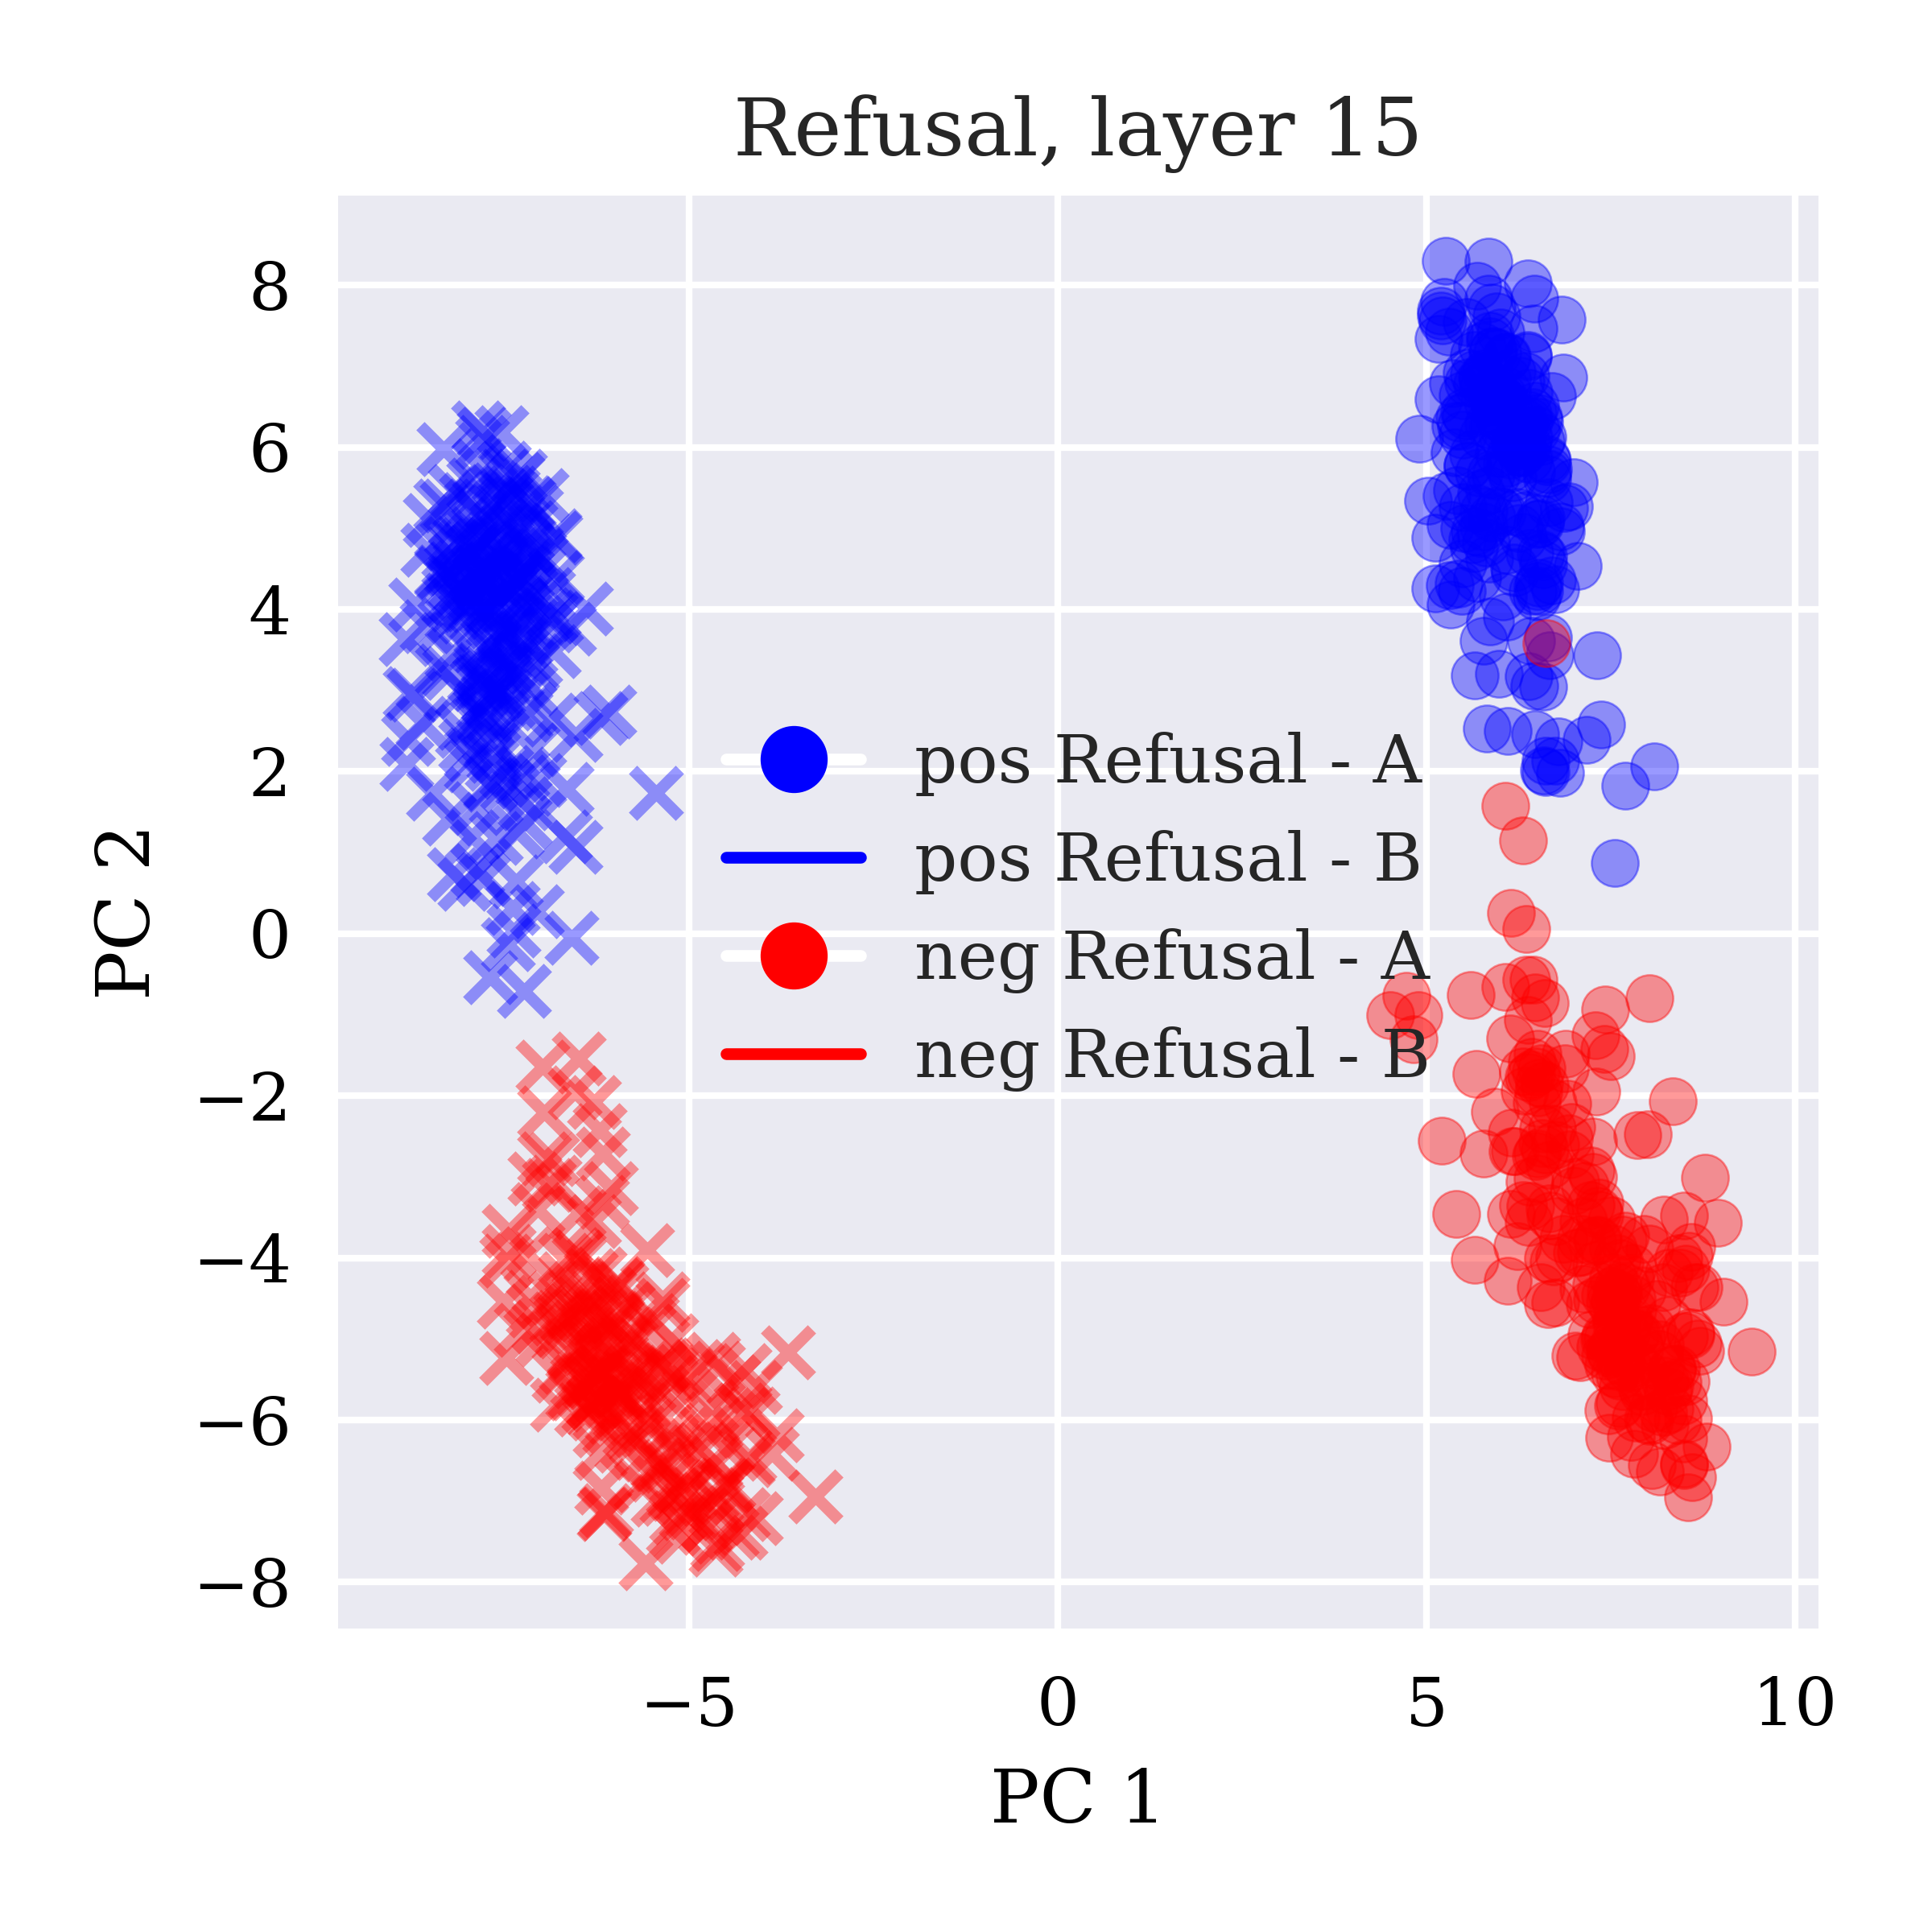 Refusal, layer 15
PC 2
8
6
4
2
0
−2
−4
−6
−8
pos Refusal - A
pos Refusal - B
neg Refusal - A
neg Refusal - B
−5 0 5 10
PC 1